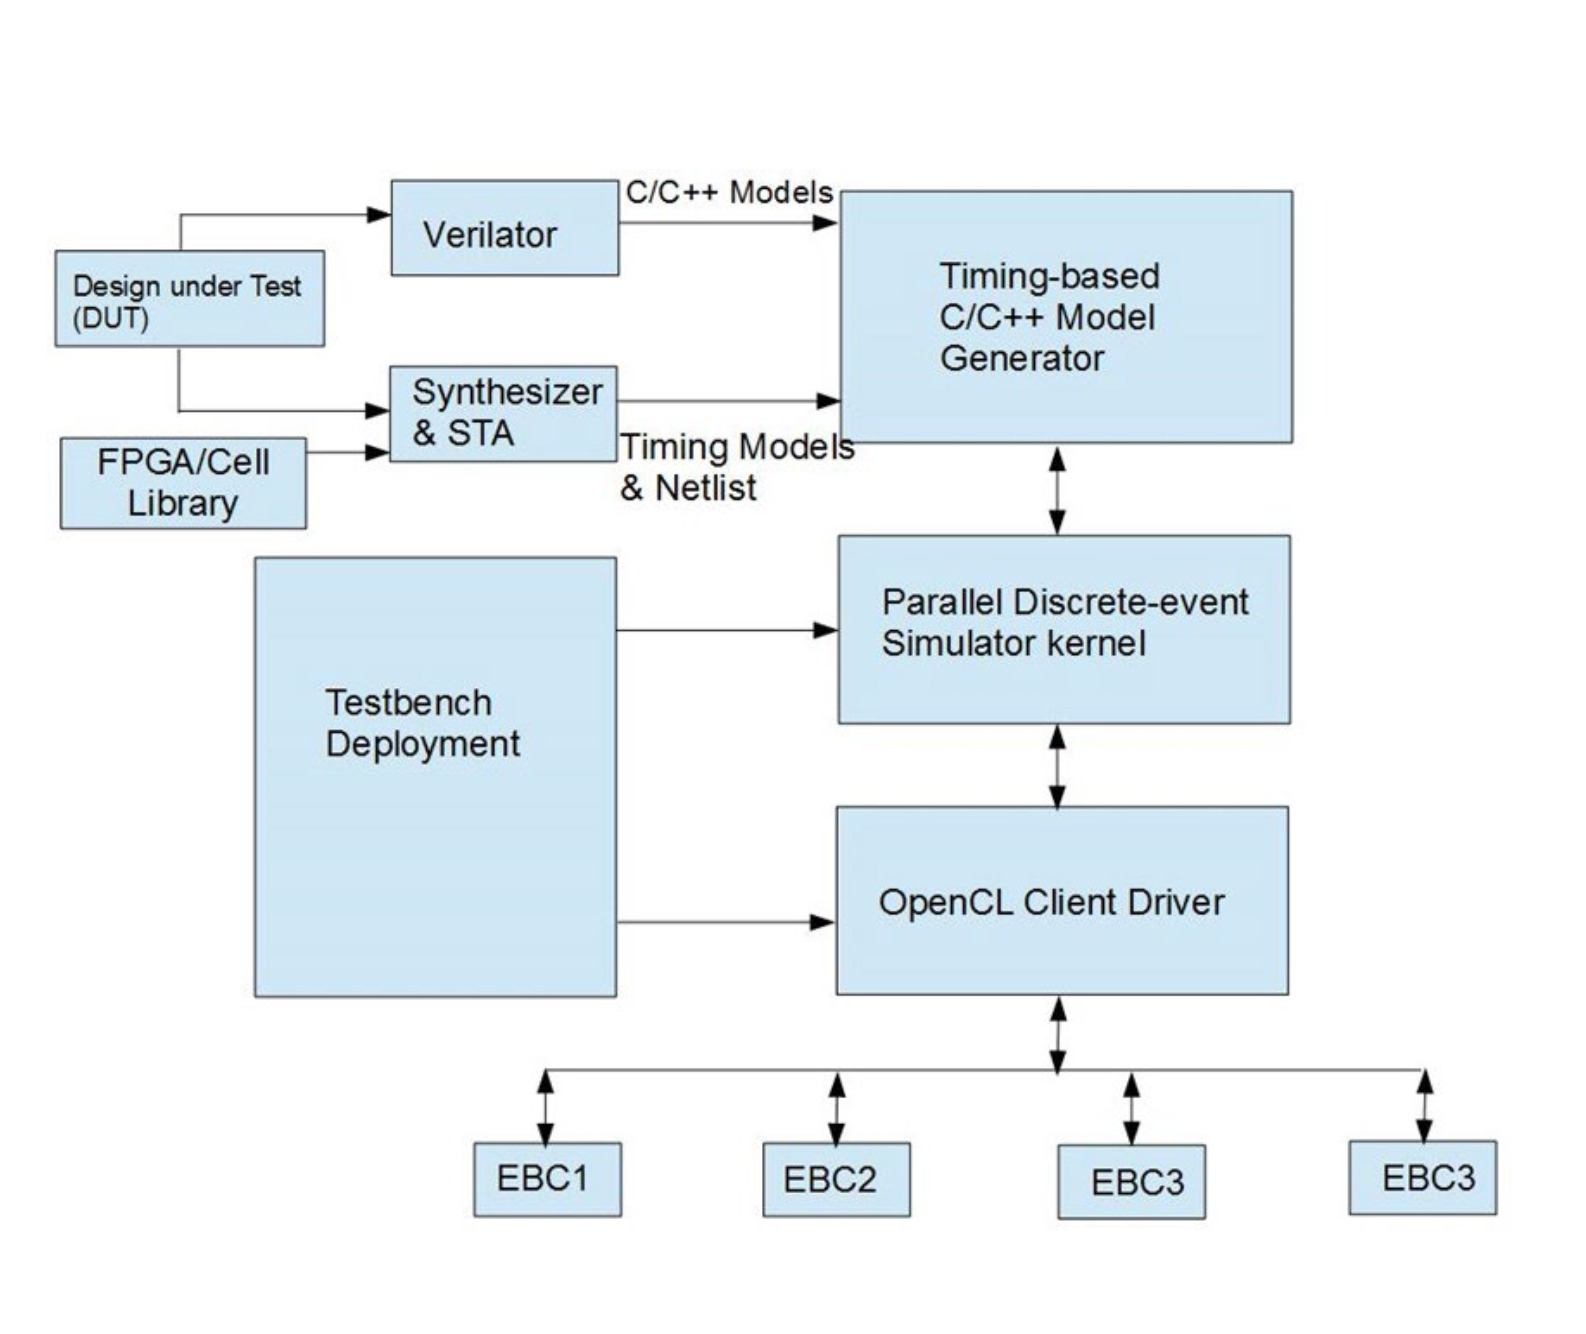 C/C++ Models
Verilator
Design under Test
(DUT)
Timing-based
C/C++ Model
Generator
Synthesizer
& STA
FPGA/Cell
Library
Timing Models
& Netlist
Parallel Discrete-event
Simulator kernel
Testbench
Deployment
OpenCL Client Driver
EBC1
EBC2
EBC3
EBC3